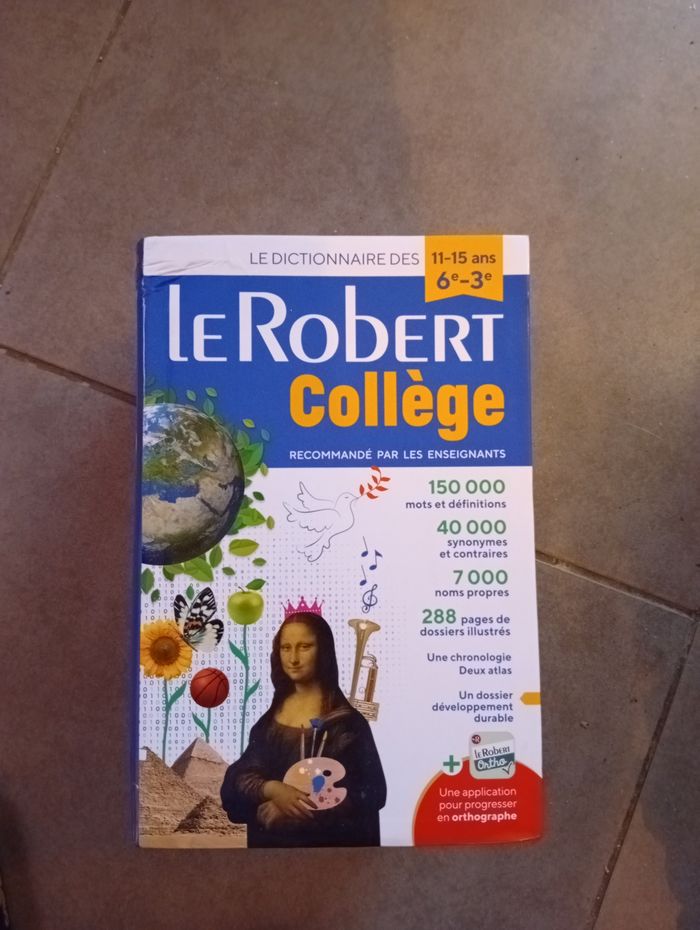 LE DICTIONNAIRE DES
11-15 ans
6e-3e
LE ROBERT
Collège
RECOMMANDÉ PAR LES ENSEIGNANTS
150 000
mots et définitions
40 000
synonymes
et contraires
7 000
noms propres
288 pages de
dossiers illustrés
Une chronologie
Deux atlas
Un dossier
développement
durable
+
LE ROBERT
Ortho
Une application
pour progresser
en orthographe